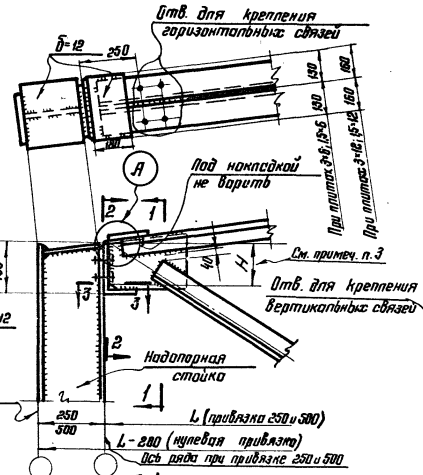 Отв. для крепления
горизонтальных связей
δ=12
250
130
160
130
160
180
При плитах 3×6; 1,5×6
При плитах 3×12; 1,5×12
А
Под накладкой
не варить
2
1
40
Н
См. примеч. п.3
3
3
Отв. для крепления
вертикальных связей
12
2
Надопорная
стойка
1
250
500
L (привязка 250 и 500)
L-280 (нулевая привязка)
Ось ряда при привязке 250 и 500